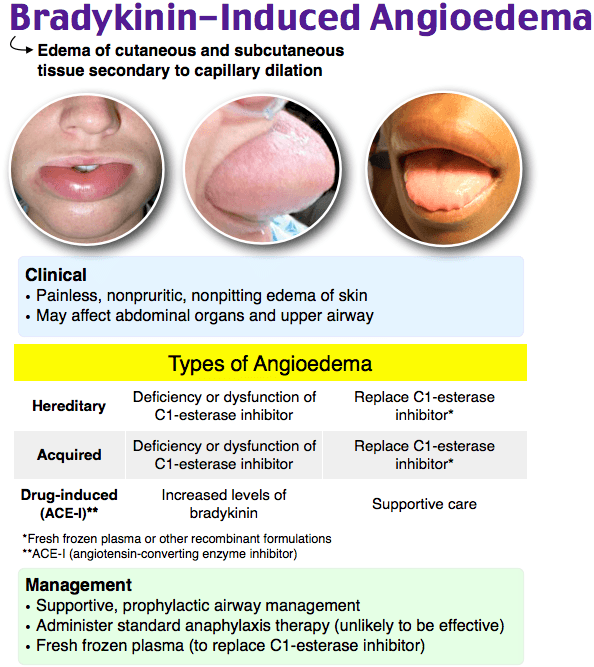 Bradykinin–Induced Angioedema
Edema of cutaneous and subcutaneous
tissue secondary to capillary dilation
Clinical
• Painless, nonpruritic, nonpitting edema of skin
• May affect abdominal organs and upper airway
Types of Angioedema
Hereditary
Deficiency or dysfunction of
C1-esterase inhibitor
Replace C1-esterase
inhibitor*
Acquired
Deficiency or dysfunction of
C1-esterase inhibitor
Replace C1-esterase
inhibitor*
Drug-induced
(ACE-I)**
Increased levels of
bradykinin
Supportive care
*Fresh frozen plasma or other recombinant formulations
**ACE-I (angiotensin-converting enzyme inhibitor)
Management
• Supportive, prophylactic airway management
• Administer standard anaphylaxis therapy (unlikely to be effective)
• Fresh frozen plasma (to replace C1-esterase inhibitor)